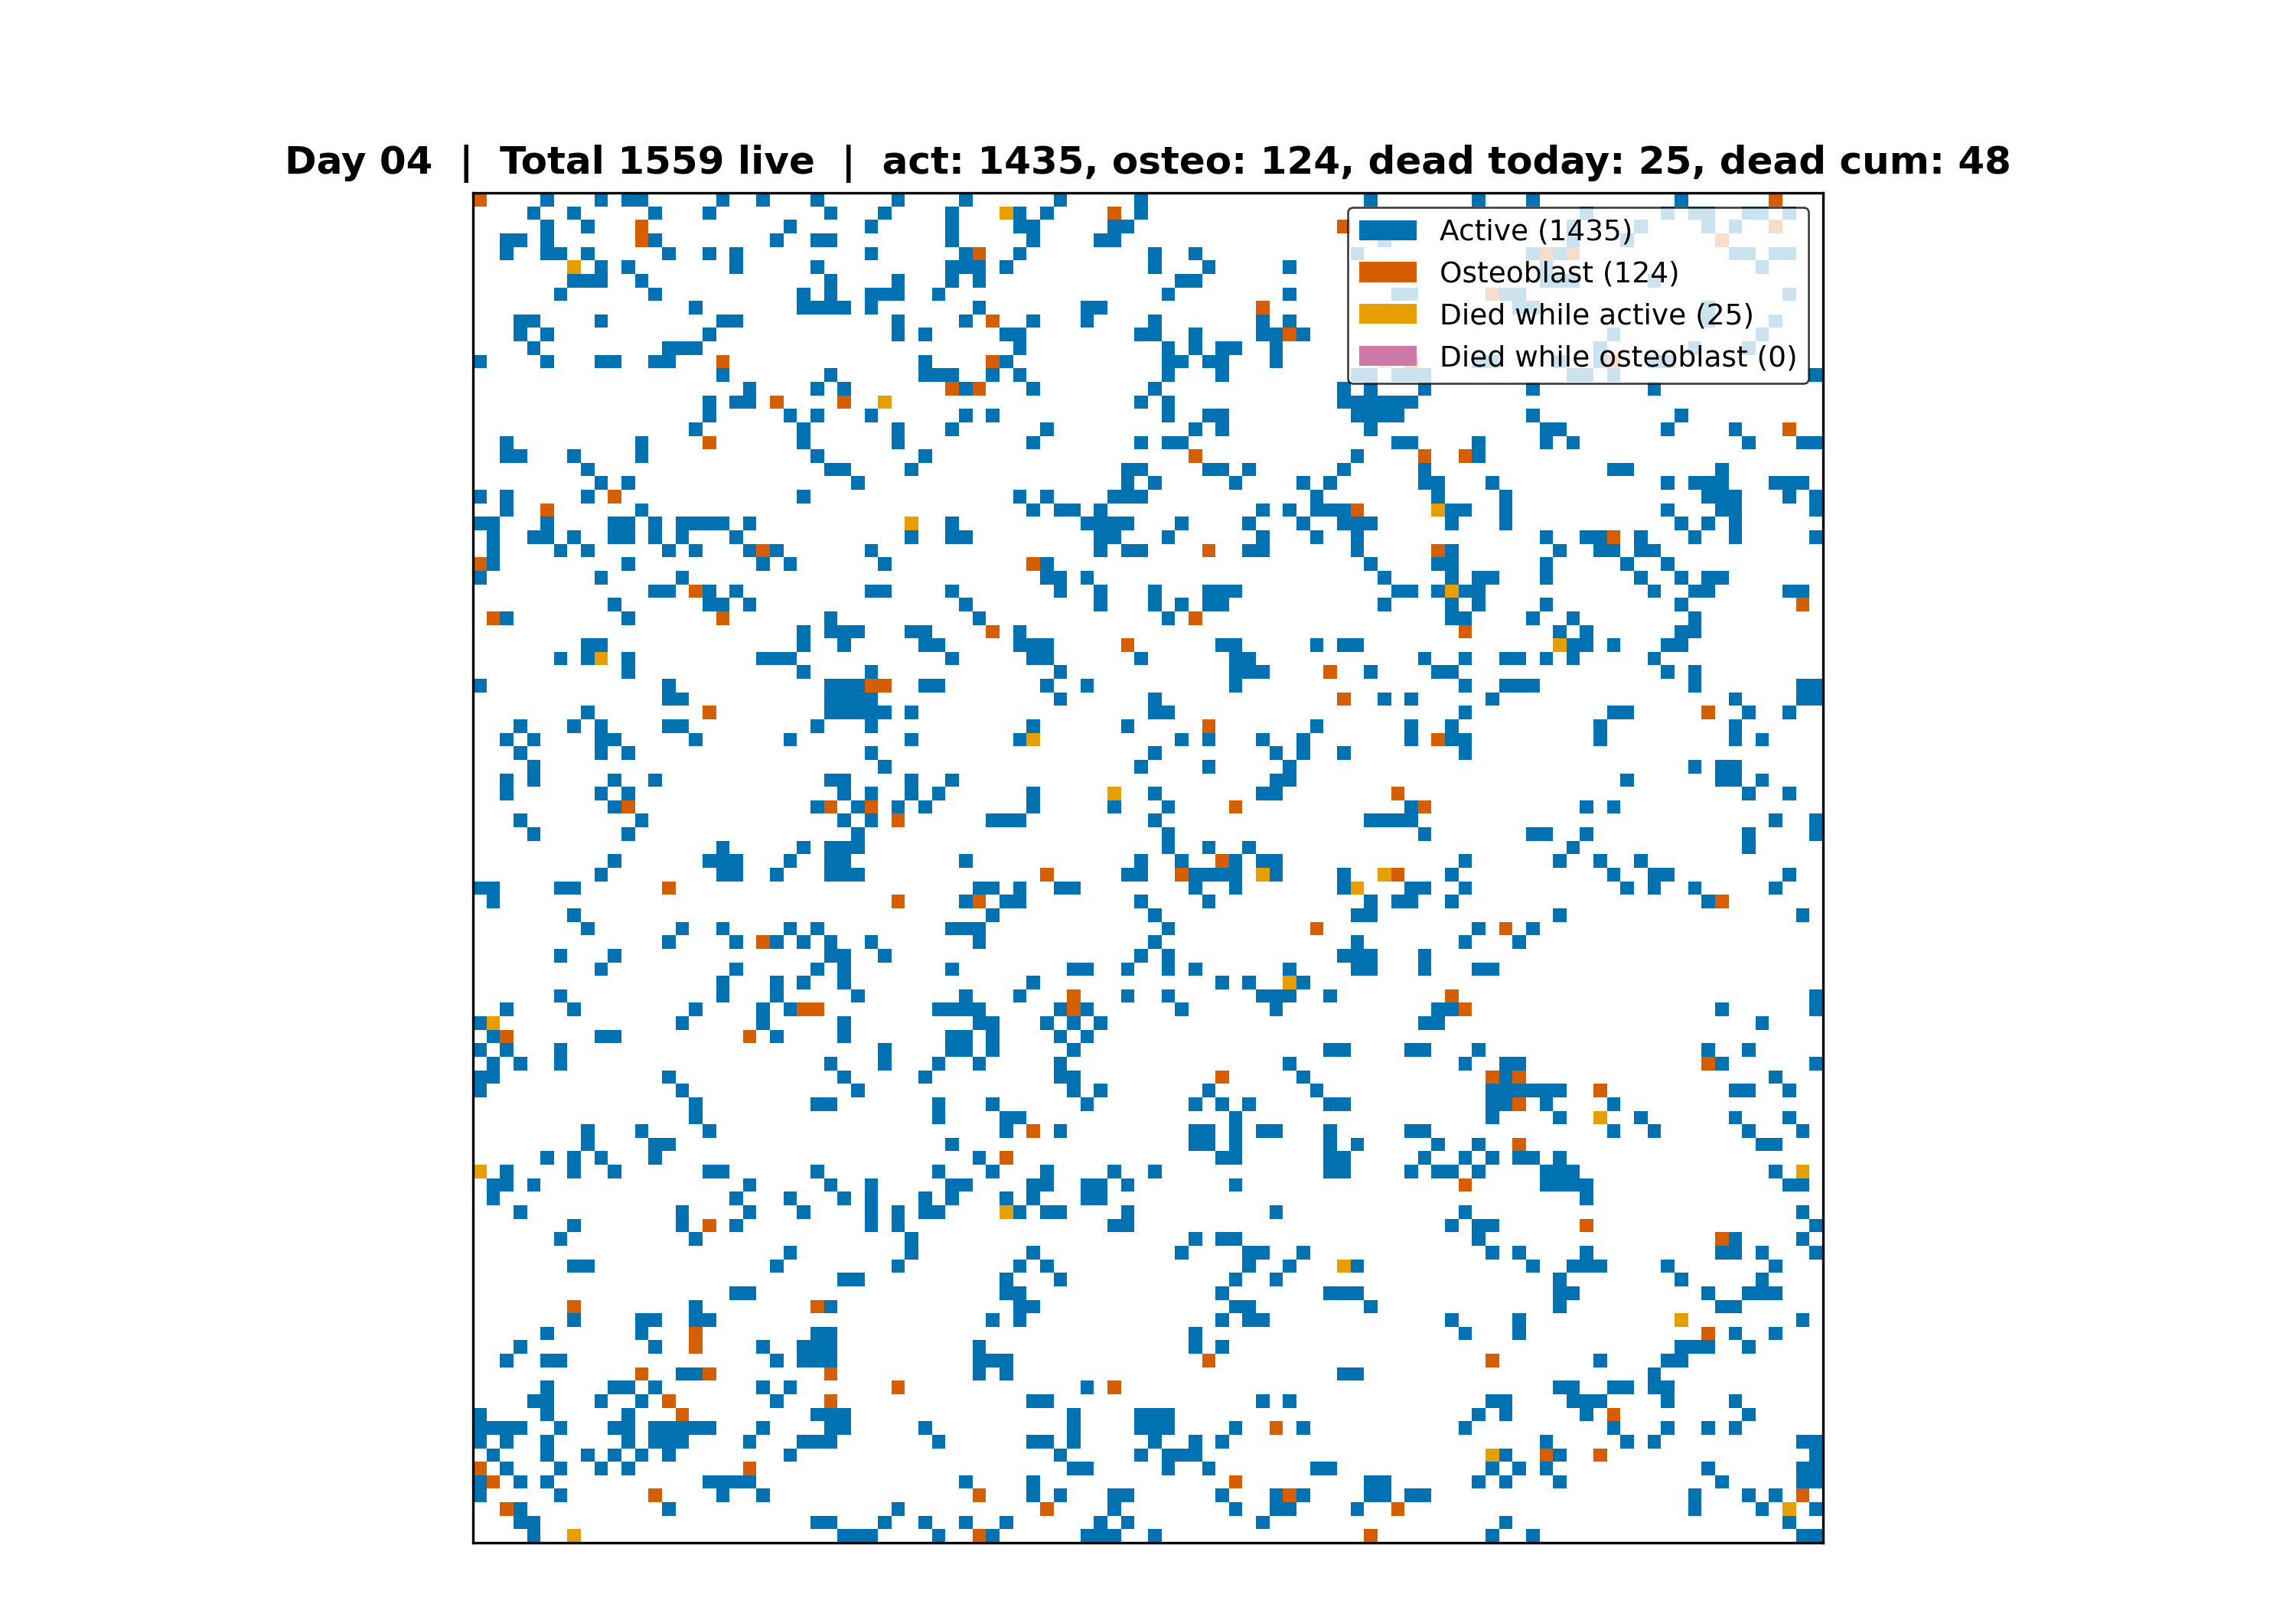 Day 04 | Total 1559 live | act: 1435, osteo: 124, dead today: 25, dead cum: 48
Active (1435)
Osteoblast (124)
Died while active (25)
Died while osteoblast (0)